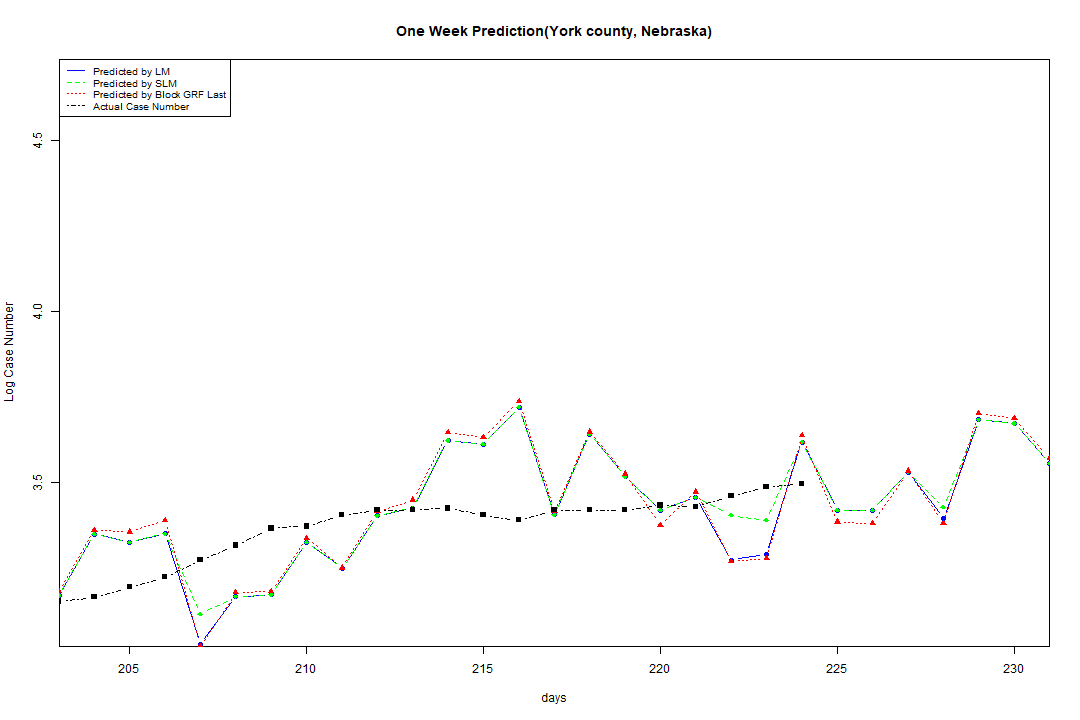 One Week Prediction(York county, Nebraska)
Predicted by LM
Predicted by SLM
Predicted by Block GRF Last
Actual Case Number
4.5
4.0
3.5
Log Case Number
205
210
215
220
225
230
days